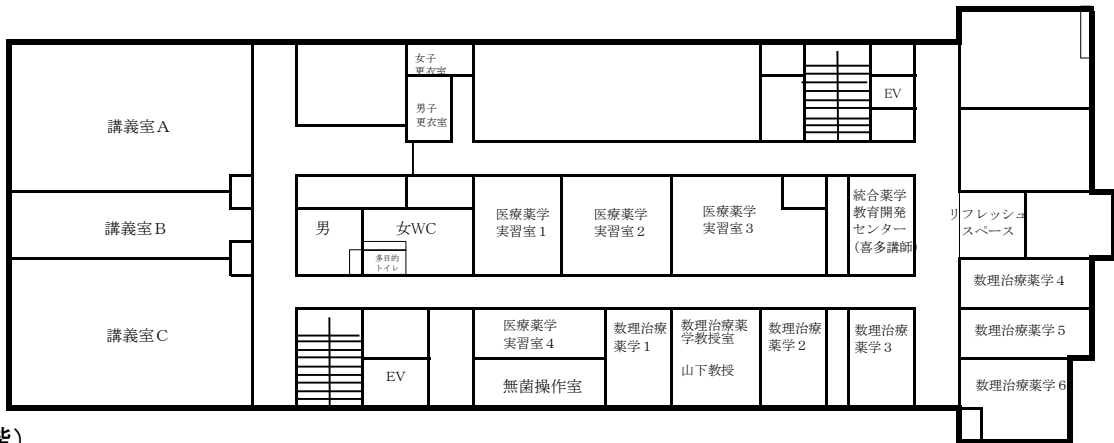 女子
更衣室
男子
更衣室
EV
講義室A
講義室B
講義室C
男
女WC
多目的
トイレ
医療薬学
実習室1
医療薬学
実習室2
医療薬学
実習室3
統合薬学
教育開発
センター
(喜多講師)
リフレッシュ
スペース
数理治療薬学4
数理治療薬学5
数理治療薬学6
EV
医療薬学
実習室4
無菌操作室
数理治療
薬学1
数理治療薬
学教授室
山下教授
数理治療
薬学2
数理治療
薬学3
階)